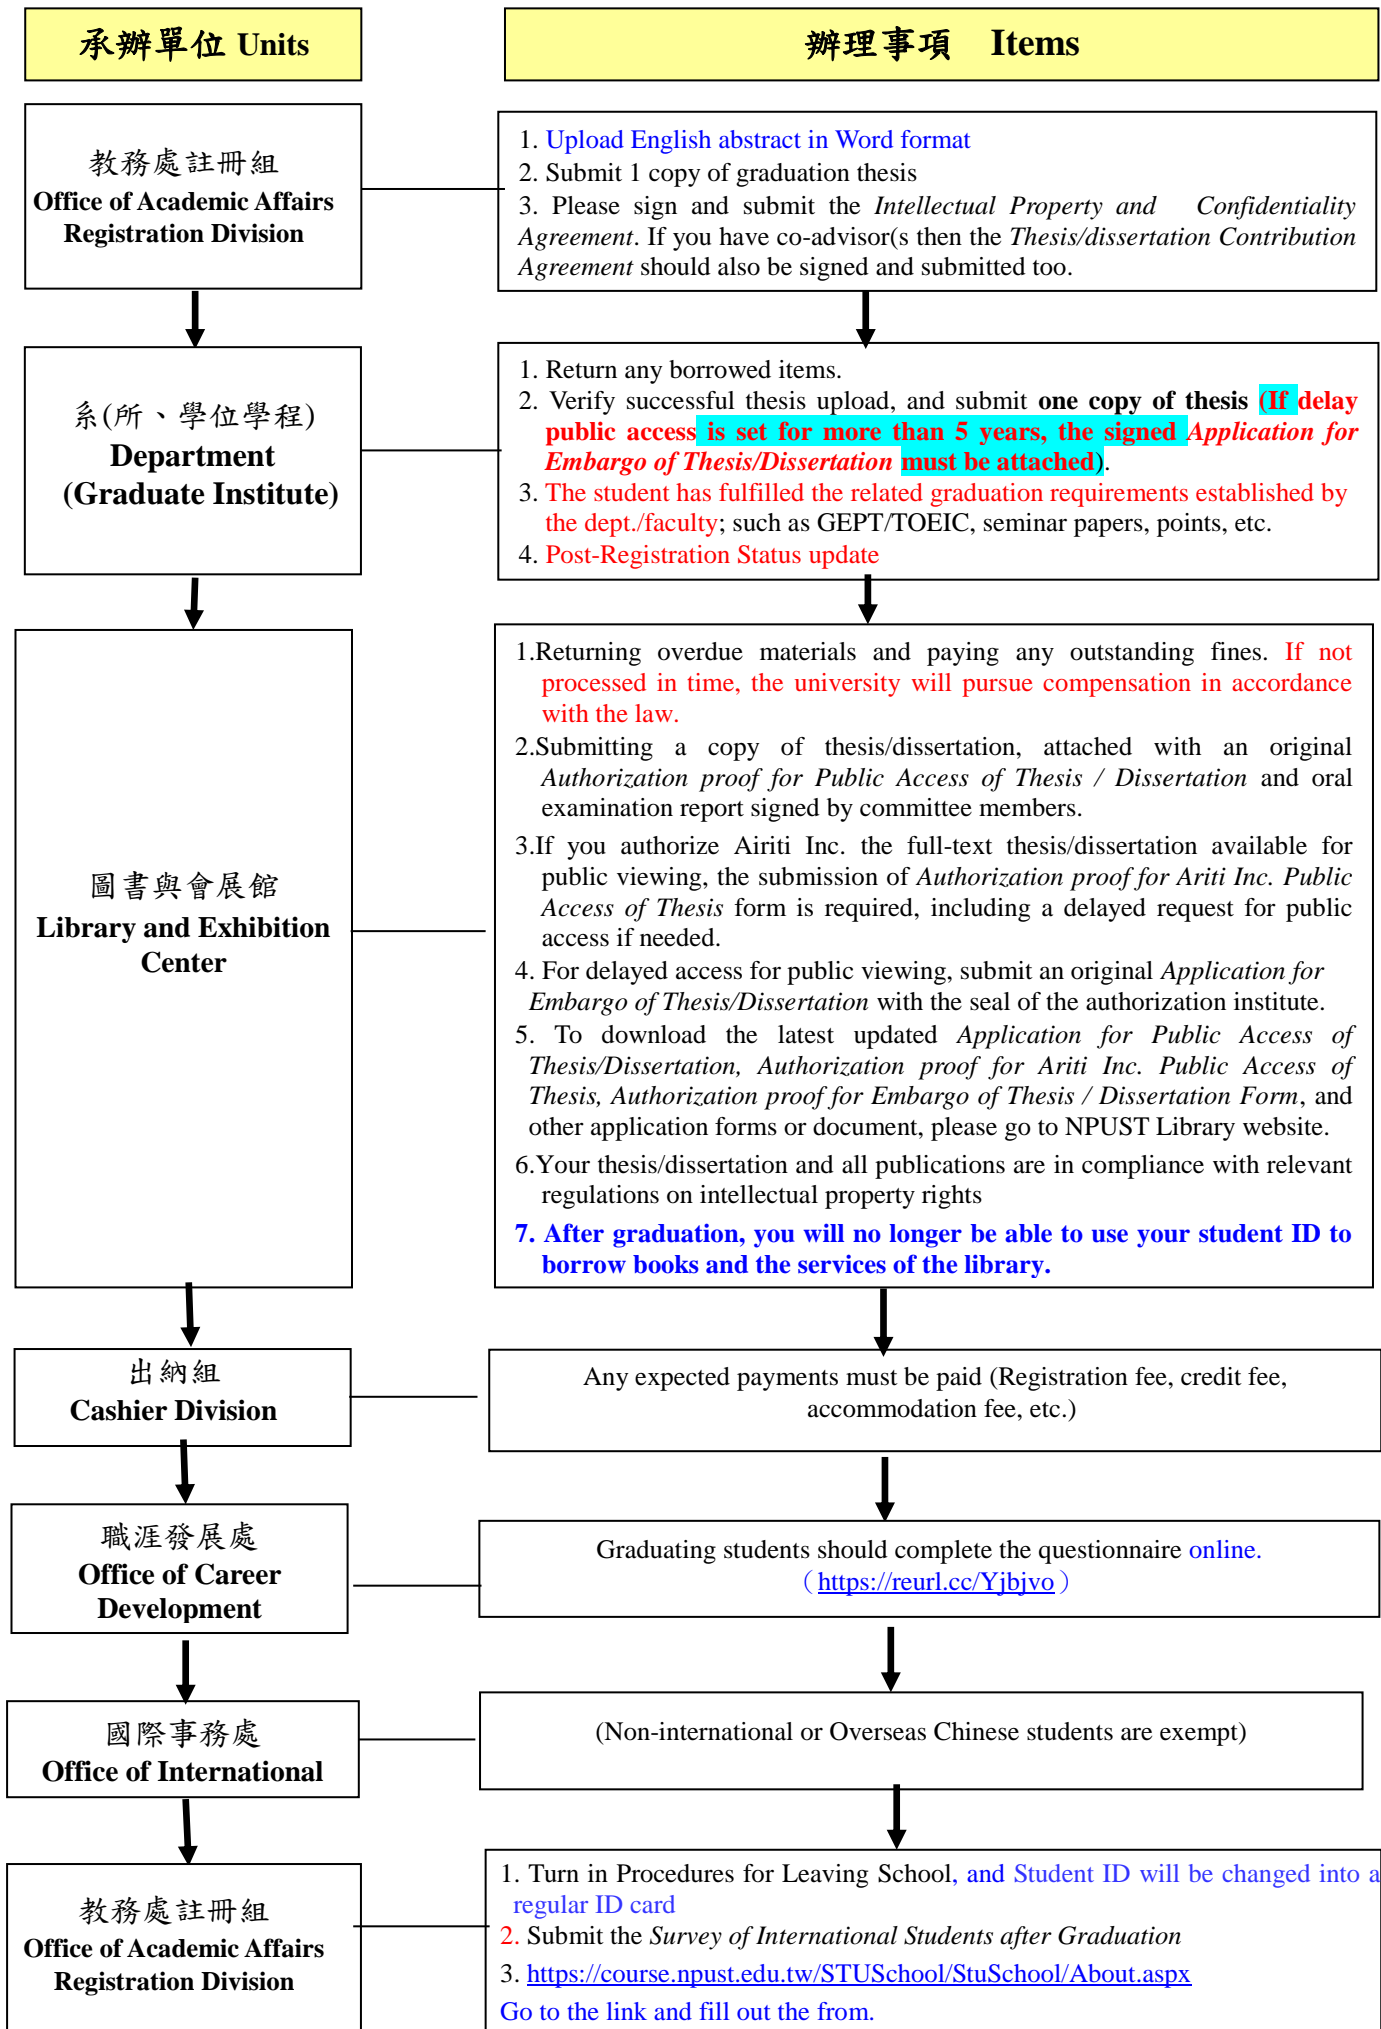 承辦單位 Units
辦理事項 Items
教務處註冊組
Office of Academic Affairs
Registration Division
1. Upload English abstract in Word format
2. Submit 1 copy of graduation thesis
3. Please sign and submit the Intellectual Property and Confidentiality
Agreement. If you have co-advisor(s then the Thesis/dissertation Contribution
Agreement should also be signed and submitted too.
系(所、學位學程)
Department
(Graduate Institute)
1. Return any borrowed items.
2. Verify successful thesis upload, and submit one copy of thesis (If delay
public access is set for more than 5 years, the signed Application for
Embargo of Thesis/Dissertation must be attached).
3. The student has fulfilled the related graduation requirements established by
the dept./faculty; such as GEPT/TOEIC, seminar papers, points, etc.
4. Post-Registration Status update
圖書與會展館
Library and Exhibition
Center
1.Returning overdue materials and paying any outstanding fines. If not
processed in time, the university will pursue compensation in accordance
with the law.
2.Submitting a copy of thesis/dissertation, attached with an original
Authorization proof for Public Access of Thesis / Dissertation and oral
examination report signed by committee members.
3.If you authorize Airiti Inc. the full-text thesis/dissertation available for
public viewing, the submission of Authorization proof for Ariti Inc. Public
Access of Thesis form is required, including a delayed request for public
access if needed.
4. For delayed access for public viewing, submit an original Application for
Embargo of Thesis/Dissertation with the seal of the authorization institute.
5. To download the latest updated Application for Public Access of
Thesis/Dissertation, Authorization proof for Ariti Inc. Public Access of
Thesis, Authorization proof for Embargo of Thesis / Dissertation Form, and
other application forms or document, please go to NPUST Library website.
6.Your thesis/dissertation and all publications are in compliance with relevant
regulations on intellectual property rights
7. After graduation, you will no longer be able to use your student ID to
borrow books and the services of the library.
出納組
Cashier Division
Any expected payments must be paid (Registration fee, credit fee,
accommodation fee, etc.)
職涯發展處
Office of Career
Development
Graduating students should complete the questionnaire online.
（https://reurl.cc/Yjbjvo）
國際事務處
Office of International
(Non-international or Overseas Chinese students are exempt)
教務處註冊組
Office of Academic Affairs
Registration Division
1. Turn in Procedures for Leaving School, and Student ID will be changed into a
regular ID card
2. Submit the Survey of International Students after Graduation
3. https://course.npust.edu.tw/STUSchool/StuSchool/About.aspx
Go to the link and fill out the from.